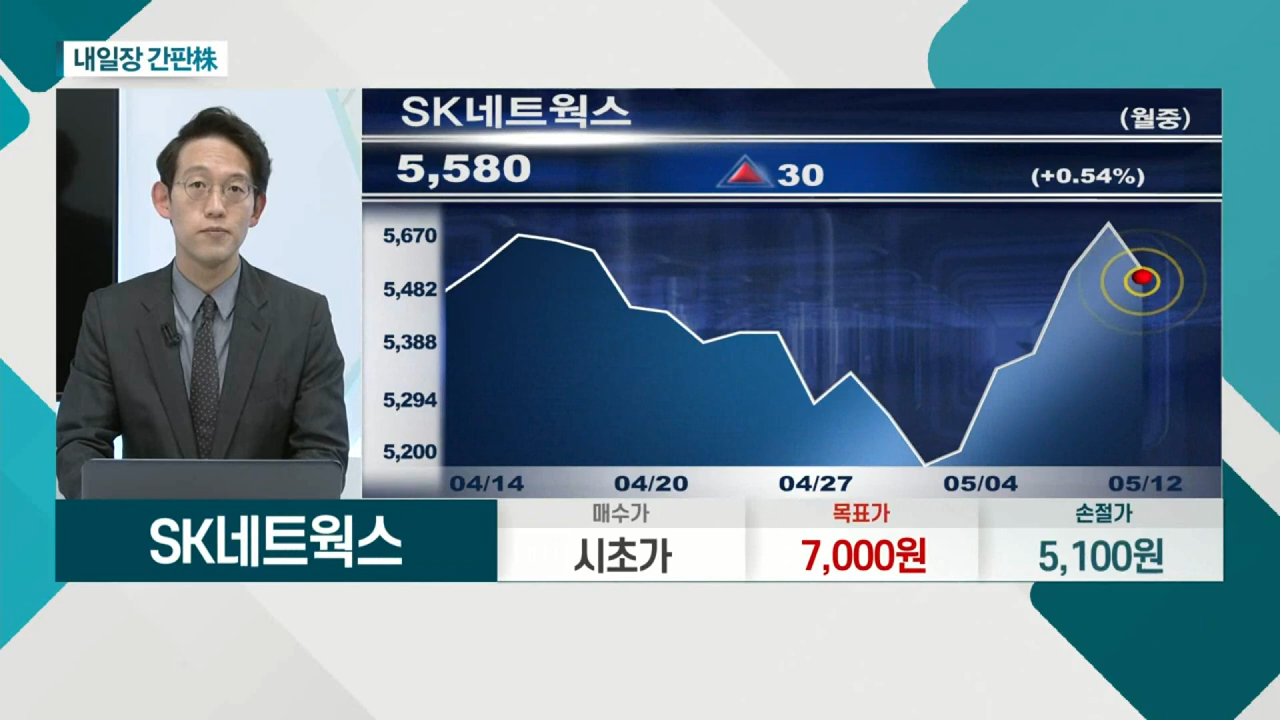 내일장 간판株
SK네트웍스
(월중)
5,580
30
(+0.54%)
5,670
5,482
5,388
5,294
5,200
04/14
04/20
04/27
05/04
05/12
SK네트웍스
매수가
시초가
목표가
7,000원
손절가
5,100원